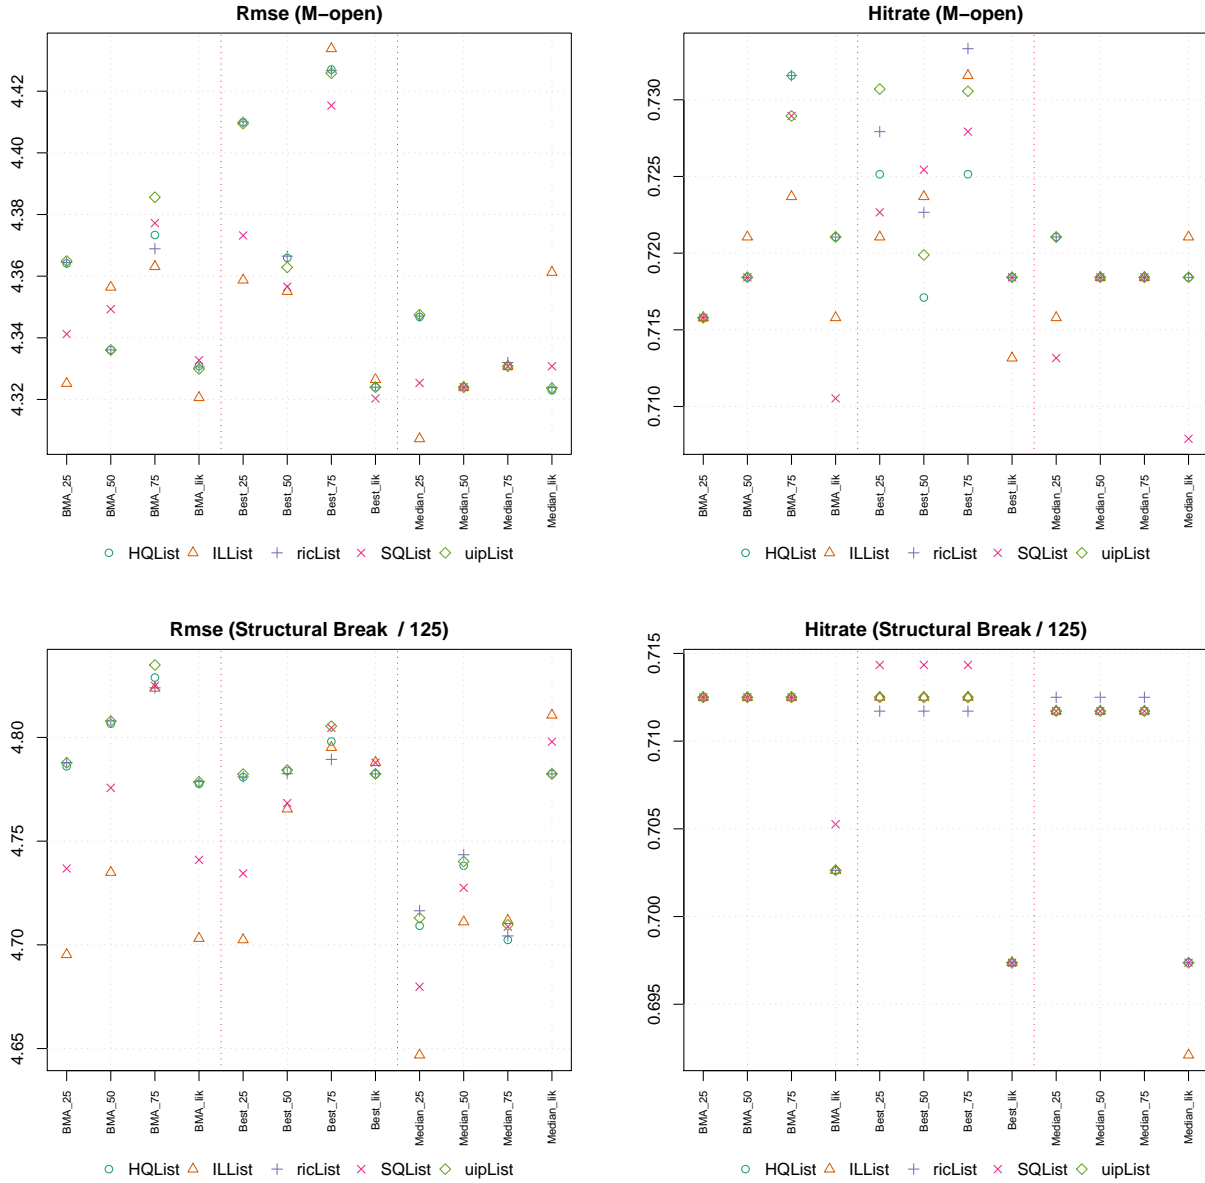 Rmse (M−open)
4.42
4.40
4.38
4.36
4.34
4.32
BMA_25
BMA_50
BMA_75
BMA_lik
Best_25
Best_50
Best_75
Best_lik
Median_25
Median_50
Median_75
Median_lik
HQList ILList ricList SQList uipList
Hitrate (M−open)
0.730
0.725
0.720
0.715
0.710
BMA_25
BMA_50
BMA_75
BMA_lik
Best_25
Best_50
Best_75
Best_lik
Median_25
Median_50
Median_75
Median_lik
HQList ILList ricList SQList uipList
Rmse (Structural Break / 125)
4.80
4.75
4.70
4.65
BMA_25
BMA_50
BMA_75
BMA_lik
Best_25
Best_50
Best_75
Best_lik
Median_25
Median_50
Median_75
Median_lik
HQList ILList ricList SQList uipList
Hitrate (Structural Break / 125)
0.715
0.710
0.705
0.700
0.695
BMA_25
BMA_50
BMA_75
BMA_lik
Best_25
Best_50
Best_75
Best_lik
Median_25
Median_50
Median_75
Median_lik
HQList ILList ricList SQList uipList